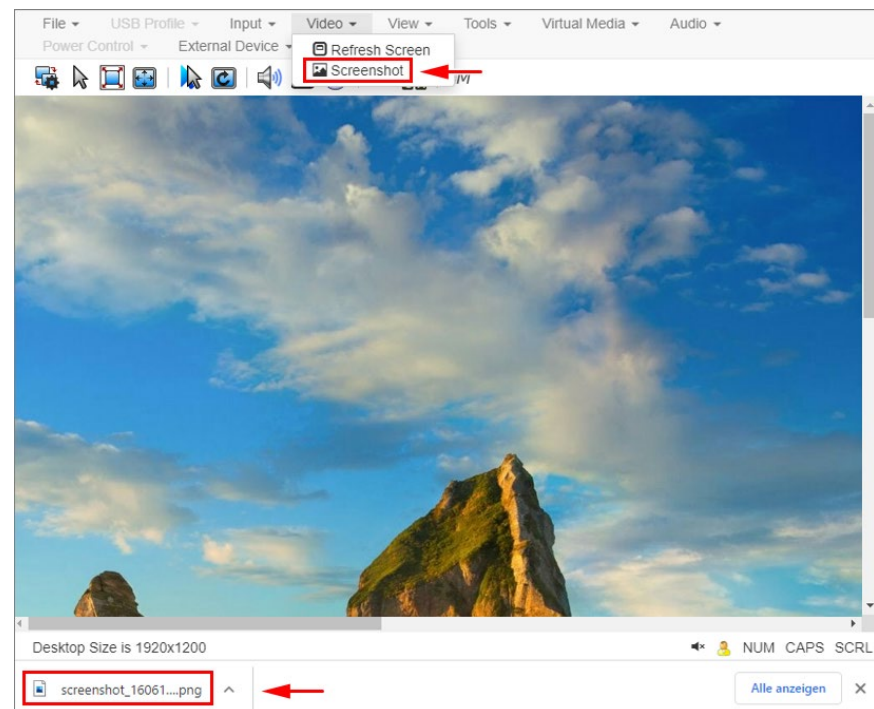 File USB Profile Input Video View Tools Virtual Media Audio
Power Control External Device
Refresh Screen
Screenshot
Desktop Size is 1920x1200
NUM CAPS SCRL
screenshot_16061....png
Alle anzeigen